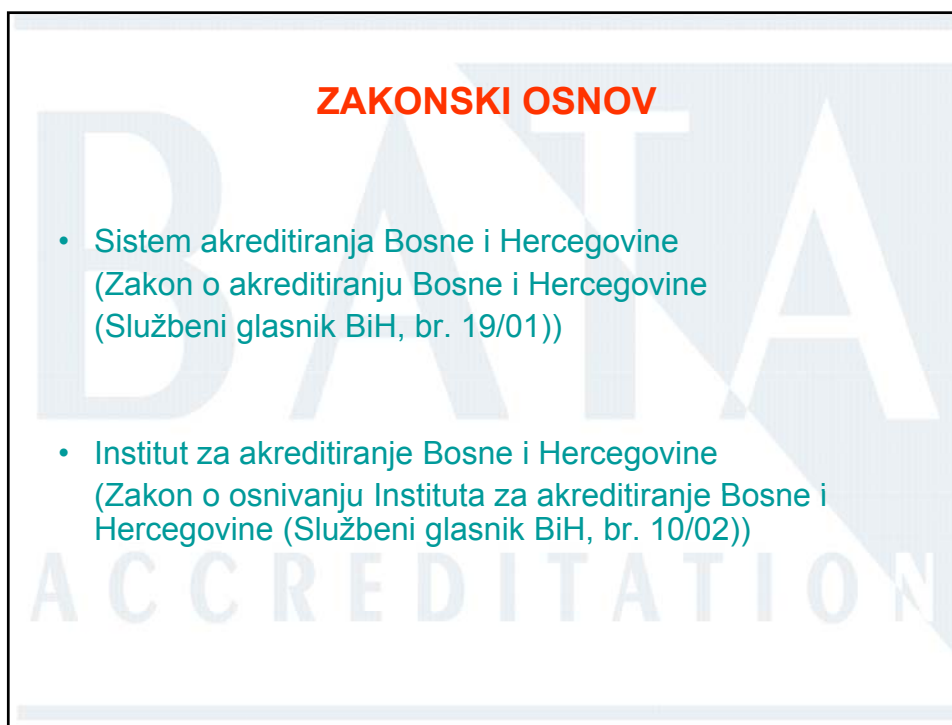 ZAKONSKI OSNOV
• Sistem akreditiranja Bosne i Hercegovine
(Zakon o akreditiranju Bosne i Hercegovine
(Službeni glasnik BiH, br. 19/01))
• Institut za akreditiranje Bosne i Hercegovine
(Zakon o osnivanju Instituta za akreditiranje Bosne i
Hercegovine (Službeni glasnik BiH, br. 10/02))
BATA
ACCREDITATION